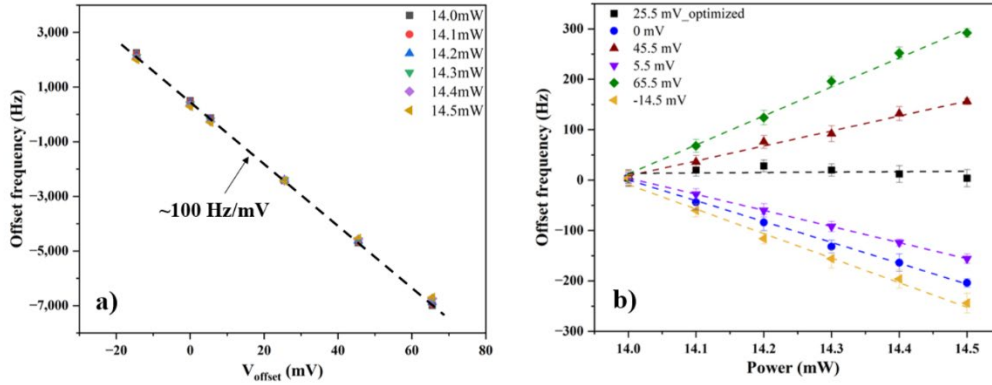 14.0mW
14.1mW
14.2mW
14.3mW
14.4mW
14.5mW
3,000
1,000
−1,000
−3,000
−5,000
−7,000
Offset frequency (Hz)
~100 Hz/mV
a)
−20
0
20
40
60
80
V_offset (mV)
25.5 mV_optimized
0 mV
45.5 mV
5.5 mV
65.5 mV
-14.5 mV
300
200
100
0
−100
−200
−300
Offset frequency (Hz)
b)
14.0
14.1
14.2
14.3
14.4
14.5
Power (mW)